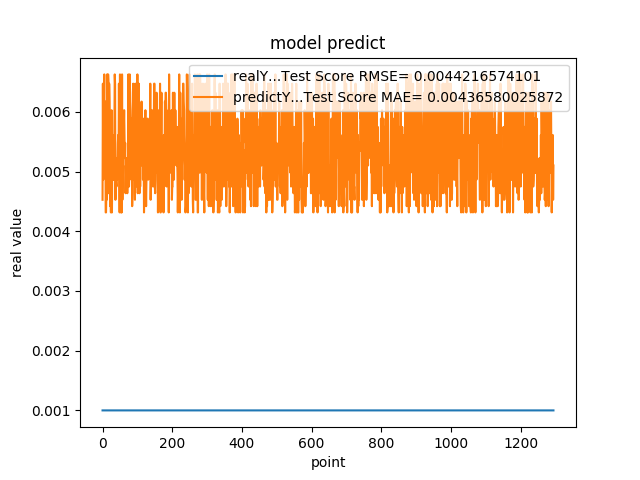 model predict
realY...Test Score RMSE= 0.0044216574101
predictY...Test Score MAE= 0.00436580025872
0.006
0.005
0.004
0.003
0.002
0.001
real value
0 200 400 600 800 1000 1200
point